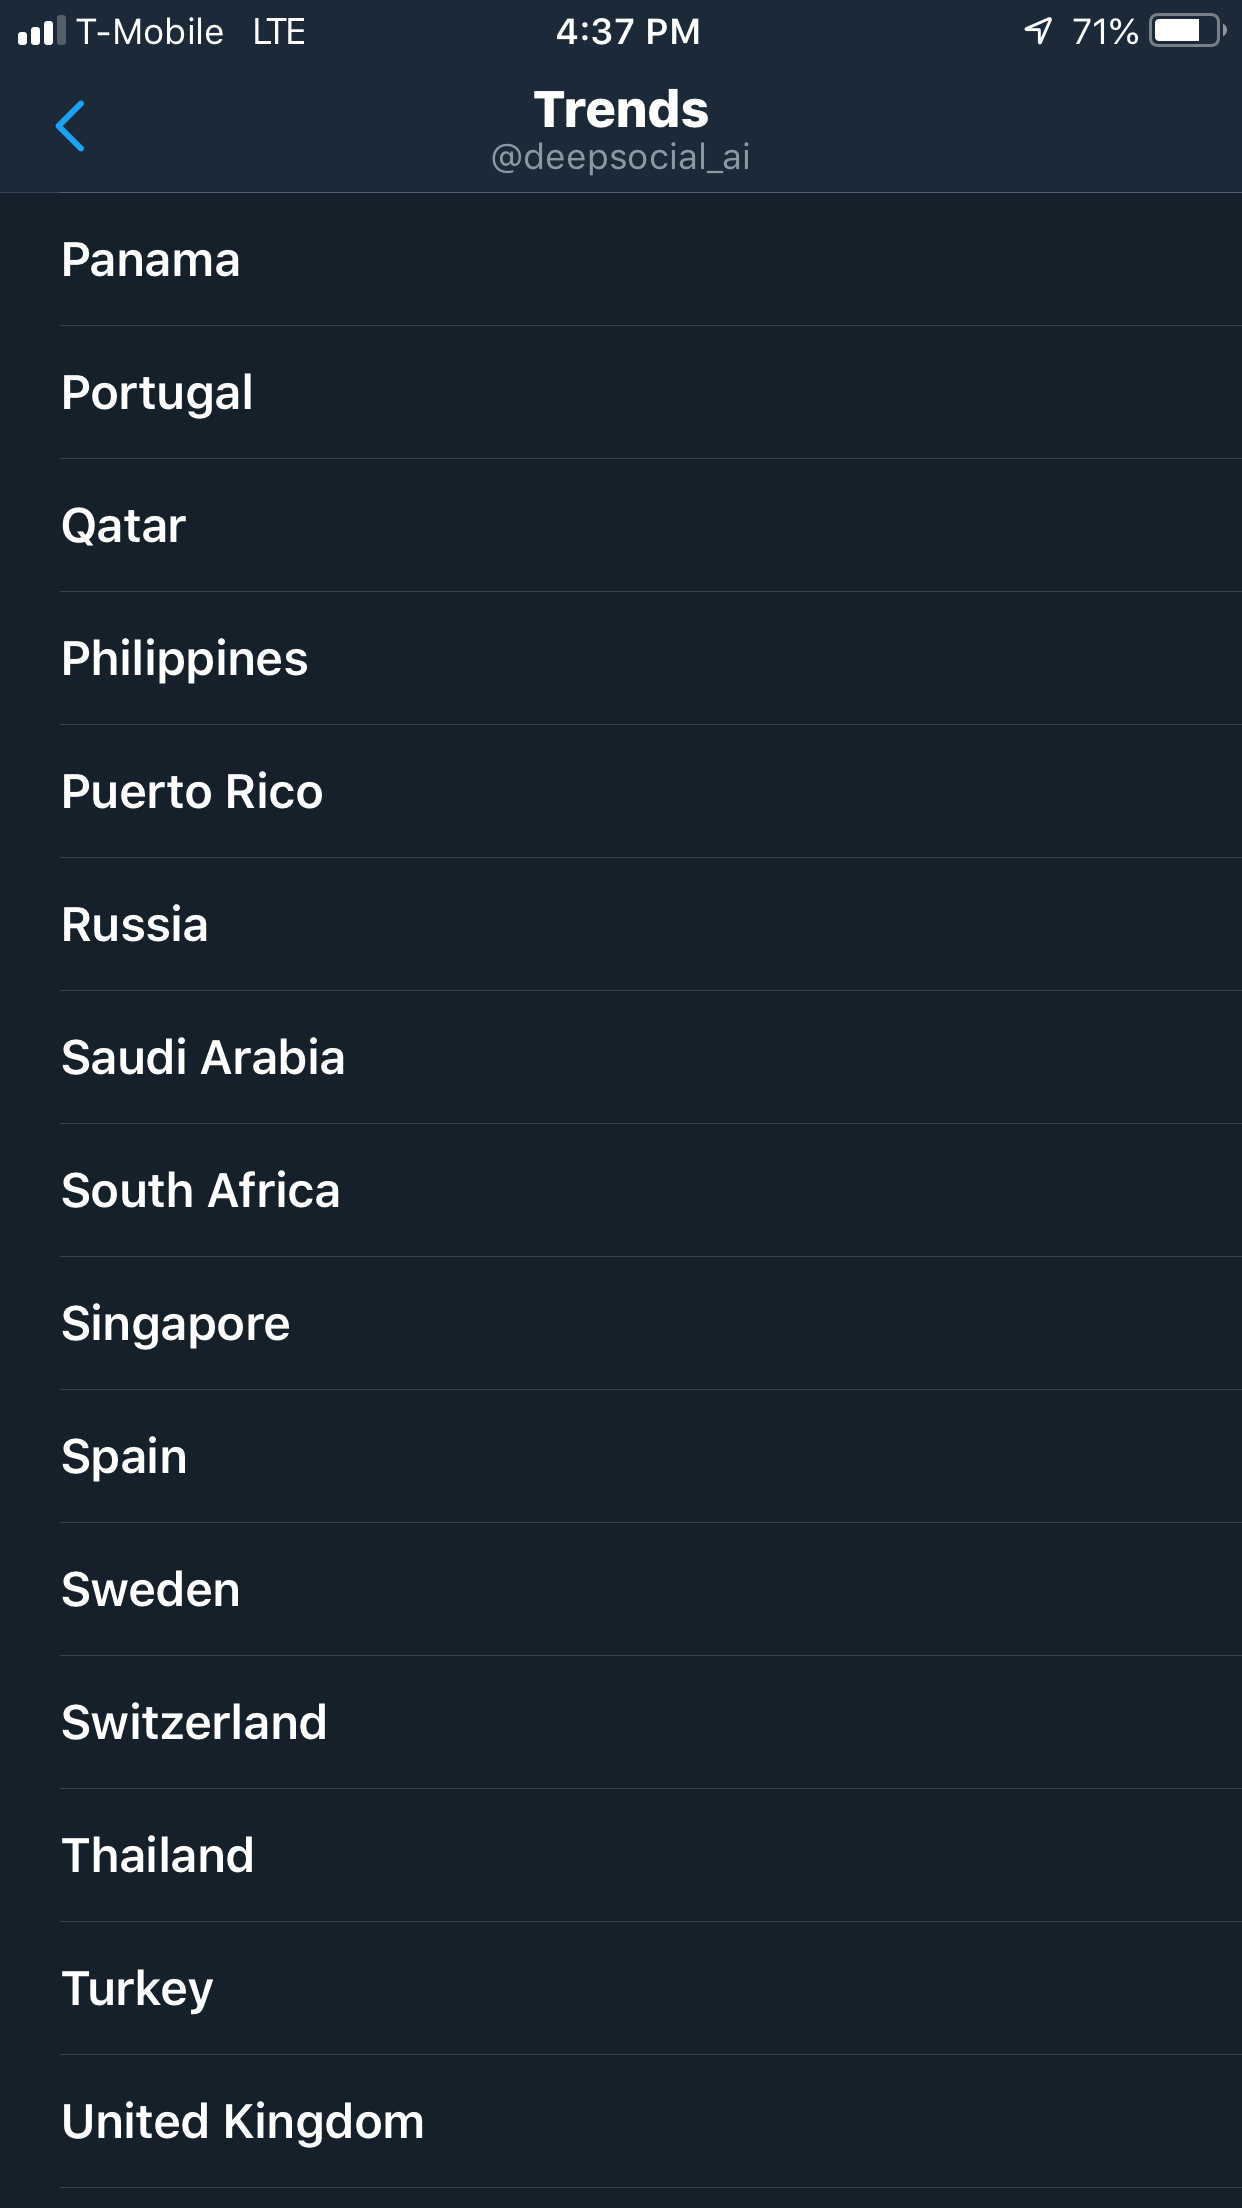 T-Mobile LTE 4:37 PM 71%
Trends
@deepsocial_ai
Panama
Portugal
Qatar
Philippines
Puerto Rico
Russia
Saudi Arabia
South Africa
Singapore
Spain
Sweden
Switzerland
Thailand
Turkey
United Kingdom